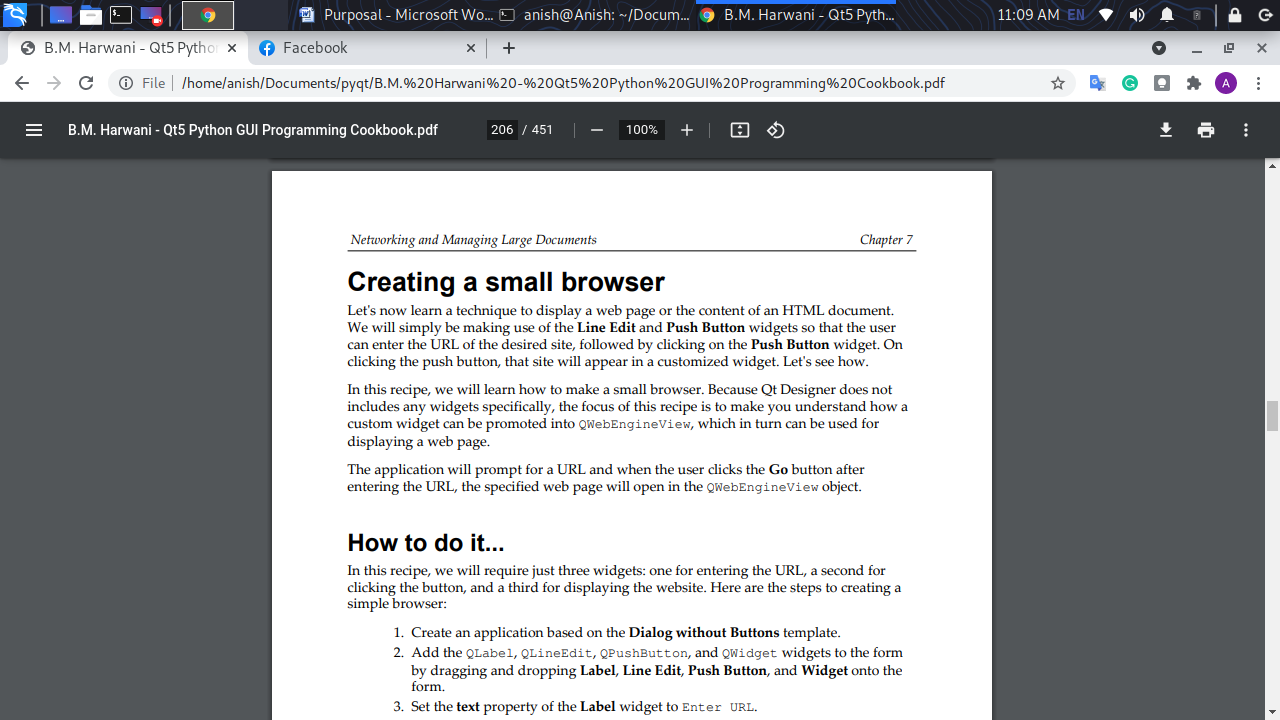 Purposal - Microsoft Wo... anish@Anish: ~/Docum... B.M. Harwani - Qt5 Pyth... 11:09 AM EN
B.M. Harwani - Qt5 Pytho Facebook
File /home/anish/Documents/pyqt/B.M.%20Harwani%20-%20Qt5%20Python%20GUI%20Programming%20Cookbook.pdf A
B.M. Harwani - Qt5 Python GUI Programming Cookbook.pdf 206 / 451 100%
Networking and Managing Large Documents Chapter 7
Creating a small browser
Let's now learn a technique to display a web page or the content of an HTML document.
We will simply be making use of the Line Edit and Push Button widgets so that the user
can enter the URL of the desired site, followed by clicking on the Push Button widget. On
clicking the push button, that site will appear in a customized widget. Let's see how.
In this recipe, we will learn how to make a small browser. Because Qt Designer does not
includes any widgets specifically, the focus of this recipe is to make you understand how a
custom widget can be promoted into QWebEngineView, which in turn can be used for
displaying a web page.
The application will prompt for a URL and when the user clicks the Go button after
entering the URL, the specified web page will open in the QWebEngineView object.
How to do it...
In this recipe, we will require just three widgets: one for entering the URL, a second for
clicking the button, and a third for displaying the website. Here are the steps to creating a
simple browser:
1. Create an application based on the Dialog without Buttons template.
2. Add the QLabel, QLineEdit, QPushButton, and QWidget widgets to the form
by dragging and dropping Label, Line Edit, Push Button, and Widget onto the
form.
3. Set the text property of the Label widget to Enter URL.